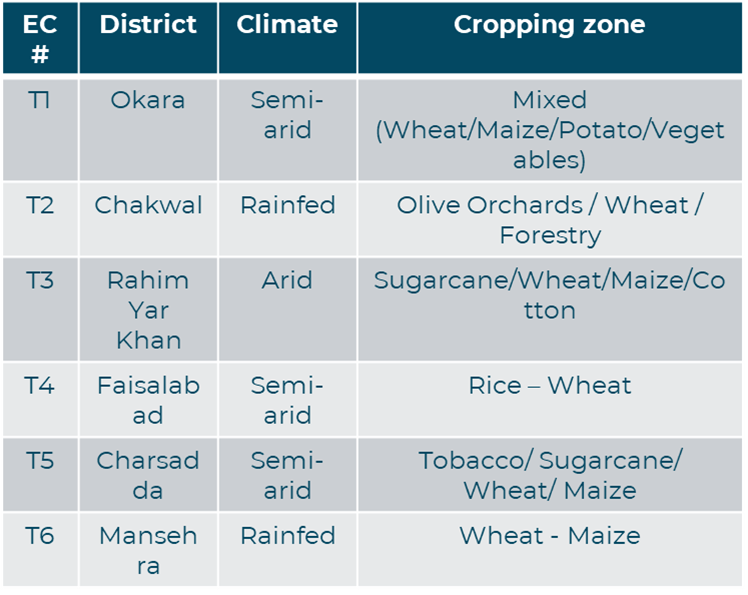 EC # District Climate Cropping zone
T1 Okara Semi-arid Mixed (Wheat/Maize/Potato/Vegetables)
T2 Chakwal Rainfed Olive Orchards / Wheat / Forestry
T3 Rahim Yar Khan Arid Sugarcane/Wheat/Maize/Cotton
T4 Faisalabad Semi-arid Rice – Wheat
T5 Charsadda Semi-arid Tobacco/ Sugarcane/ Wheat/ Maize
T6 Mansehra Rainfed Wheat - Maize